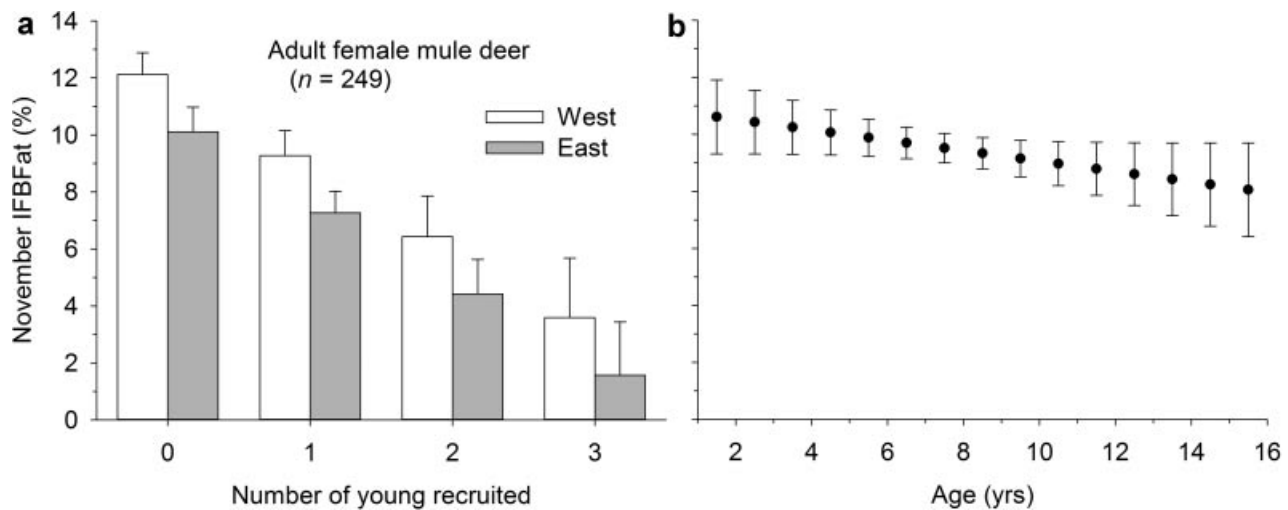 a
14
12
10
8
6
4
2
0
November IFBFat (%)
Adult female mule deer
(n = 249)
West
East
0 1 2 3
Number of young recruited
b
2 4 6 8 10 12 14 16
Age (yrs)